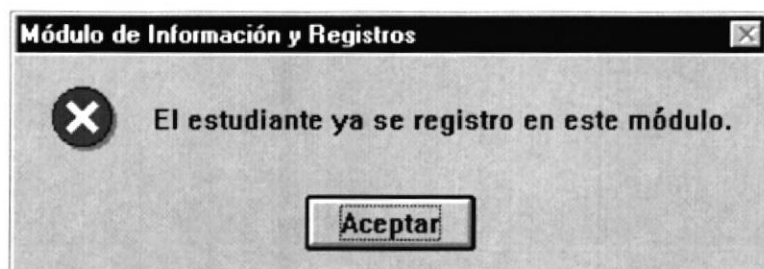 Módulo de Información y Registros
El estudiante ya se registro en este módulo.
Aceptar